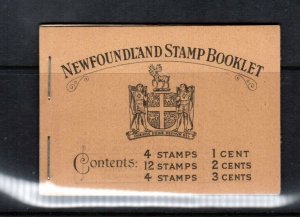 NEWFOUNDLAND STAMP BOOKLET
Contents: 4 STAMPS 1 CENT
12 STAMPS 2 CENTS
4 STAMPS 3 CENTS